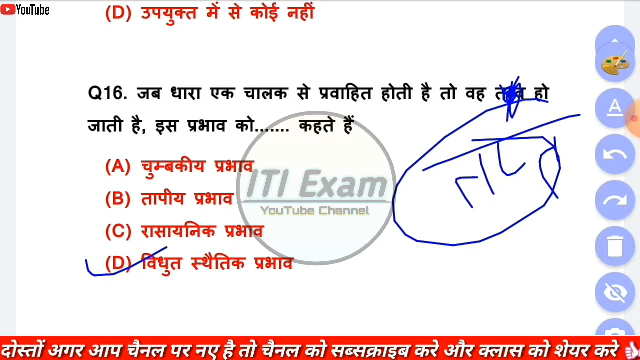 YouTube
(D) उपयुक्त में से कोई नहीं
Q16. जब धारा एक चालक से प्रवाहित होती है तो वह हो
जाती है, इस प्रभाव को....... कहते हैं
(A) चुम्बकीय प्रभाव
(B) तापीय प्रभाव
(C) रासायनिक प्रभाव
(D) विधुत स्थैतिक प्रभाव
ITI Exam
YouTube Channel
A
दोस्तों अगर आप चैनल पर नए है तो चैनल को सब्सक्राइब करे और क्लास को शेयर करे